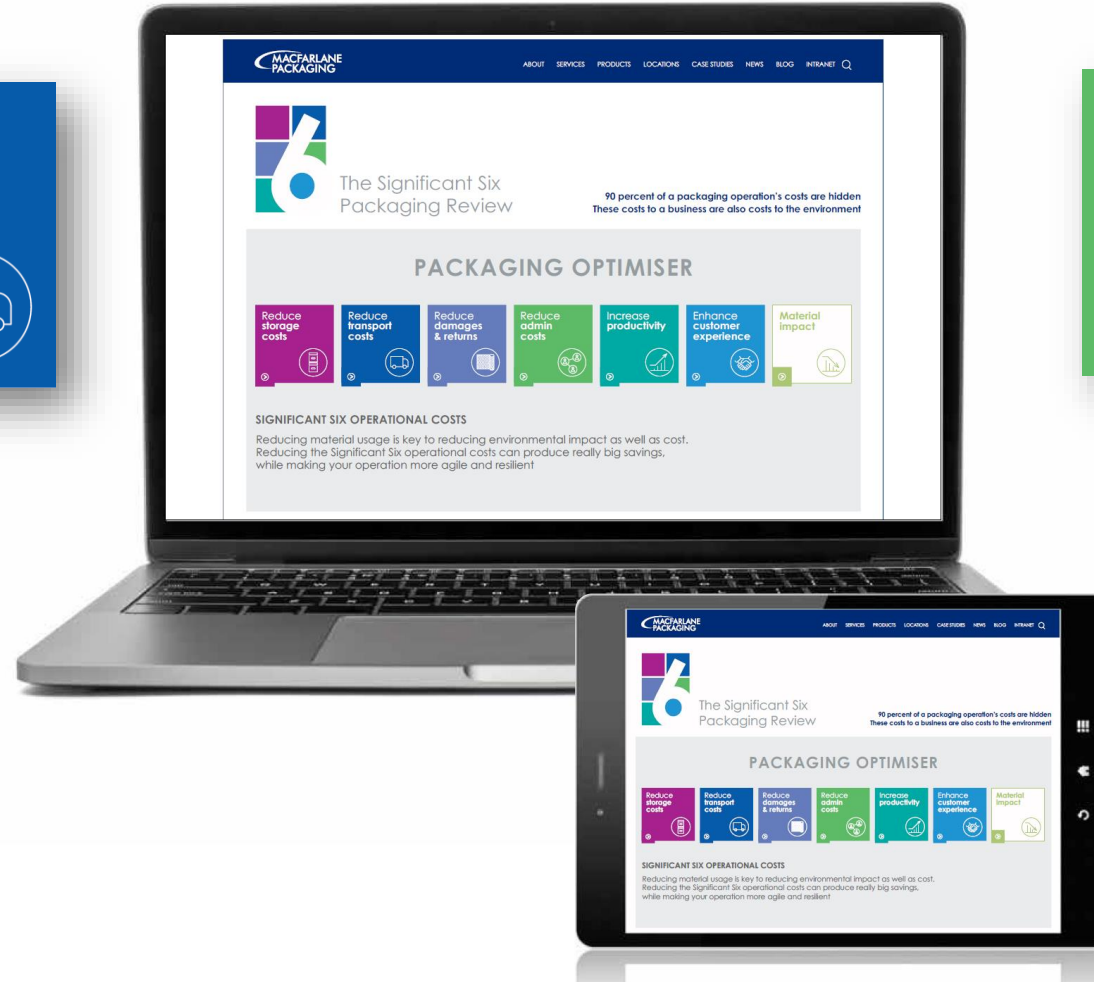 MACFARLANE
PACKAGING
ABOUT SERVICES PRODUCTS LOCATIONS CASE STUDIES NEWS BLOG INTRANET
6
The Significant Six
Packaging Review
90 percent of a packaging operation's costs are hidden
These costs to a business are also costs to the environment
PACKAGING OPTIMISER
Reduce
storage
costs
Reduce
transport
costs
Reduce
damages
& returns
Reduce
admin
costs
Increase
productivity
Enhance
customer
experience
Material
impact
SIGNIFICANT SIX OPERATIONAL COSTS
Reducing material usage is key to reducing environmental impact as well as cost.
Reducing the Significant Six operational costs can produce really big savings,
while making your operation more agile and resilient
MACFARLANE
PACKAGING
ABOUT SERVICES PRODUCTS LOCATIONS CASE STUDIES NEWS BLOG INTRANET
6
The Significant Six
Packaging Review
90 percent of a packaging operation's costs are hidden
These costs to a business are also costs to the environment
PACKAGING OPTIMISER
Reduce
storage
costs
Reduce
transport
costs
Reduce
damages
& returns
Reduce
admin
costs
Increase
productivity
Enhance
customer
experience
Material
impact
SIGNIFICANT SIX OPERATIONAL COSTS
Reducing material usage is key to reducing environmental impact as well as cost.
Reducing the Significant Six operational costs can produce really big savings,
while making your operation more agile and resilient